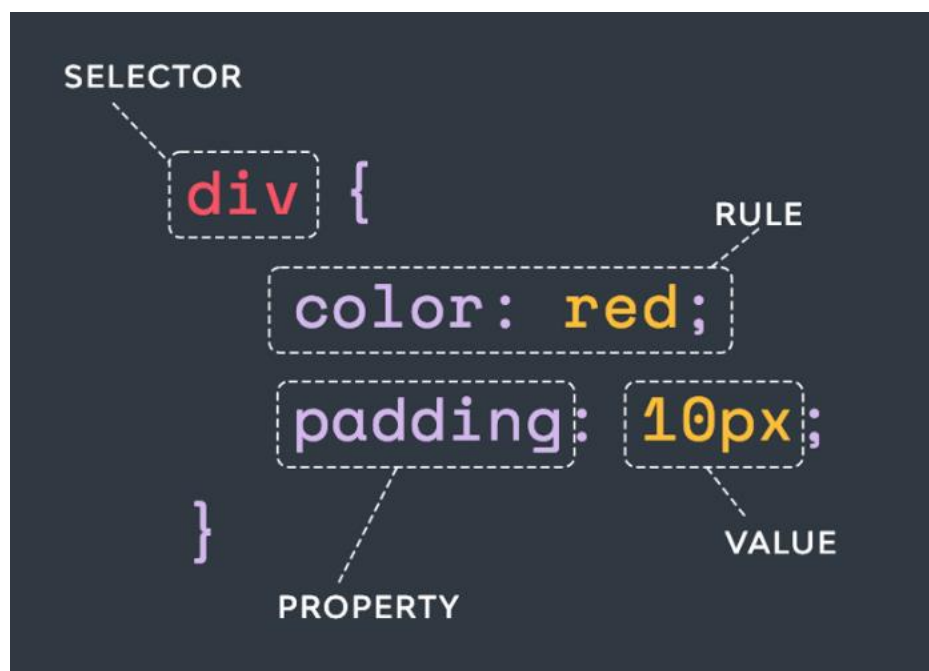 SELECTOR
div {
RULE
color: red;
padding: 10px;
}
VALUE
PROPERTY